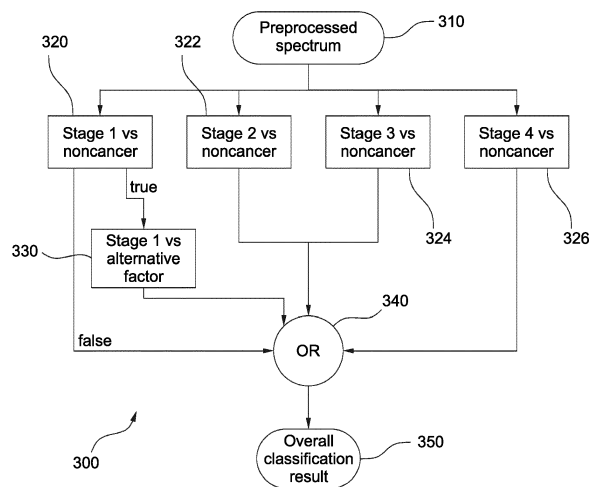 Preprocessed
spectrum
310
320
322
Stage 1 vs
noncancer
Stage 2 vs
noncancer
Stage 3 vs
noncancer
Stage 4 vs
noncancer
true
324
326
330
Stage 1 vs
alternative
factor
340
false
OR
300
Overall
classification
result
350